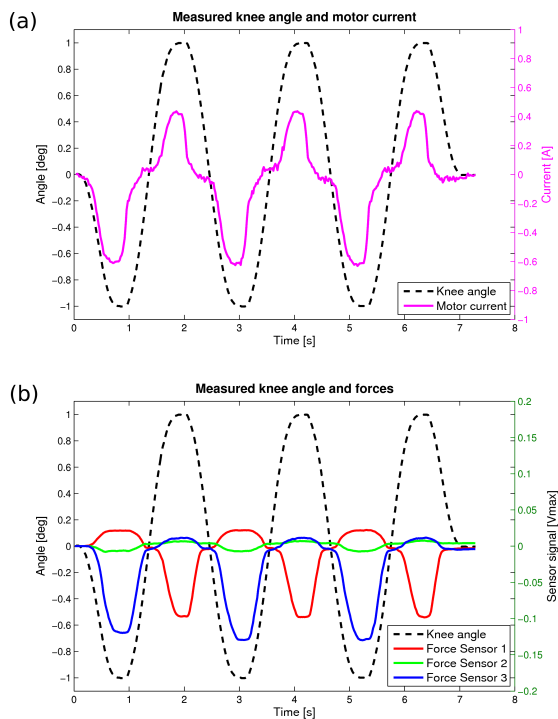 (a)
Measured knee angle and motor current
1
0.8
0.6
0.4
0.2
0
−0.2
−0.4
−0.6
−0.8
−1
Angle [deg]
1
0.8
0.6
0.4
0.2
0
−0.2
−0.4
−0.6
−0.8
−1
Current [A]
Knee angle
Motor current
0 1 2 3 4 5 6 7 8
Time [s]
(b)
Measured knee angle and forces
1
0.8
0.6
0.4
0.2
0
−0.2
−0.4
−0.6
−0.8
−1
Angle [deg]
0.2
0.15
0.1
0.05
0
−0.05
−0.1
−0.15
−0.2
Sensor signal [Vmax]
Knee angle
Force Sensor 1
Force Sensor 2
Force Sensor 3
0 1 2 3 4 5 6 7 8
Time [s]